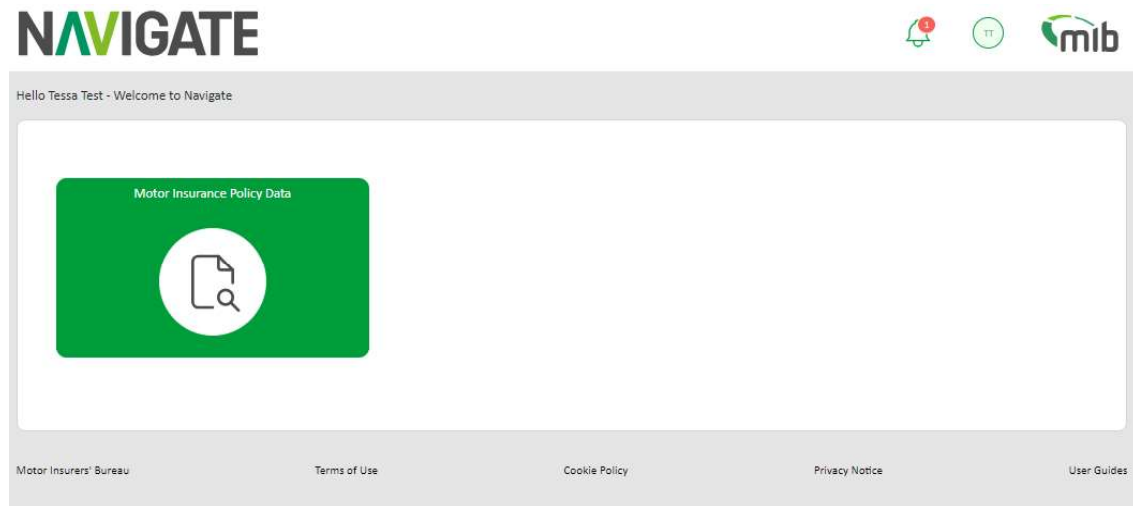 NAVIGATE
1
TT
mib
Hello Tessa Test - Welcome to Navigate
Motor Insurance Policy Data
Motor Insurers' Bureau
Terms of Use
Cookie Policy
Privacy Notice
User Guides